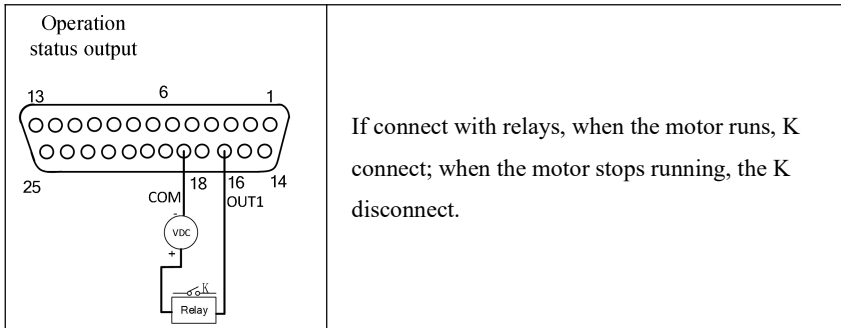 Operation
status output
13 6 1
25 18 16 14
COM OUT1
-
VDC
+
K
Relay
If connect with relays, when the motor runs, K
connect; when the motor stops running, the K
disconnect.